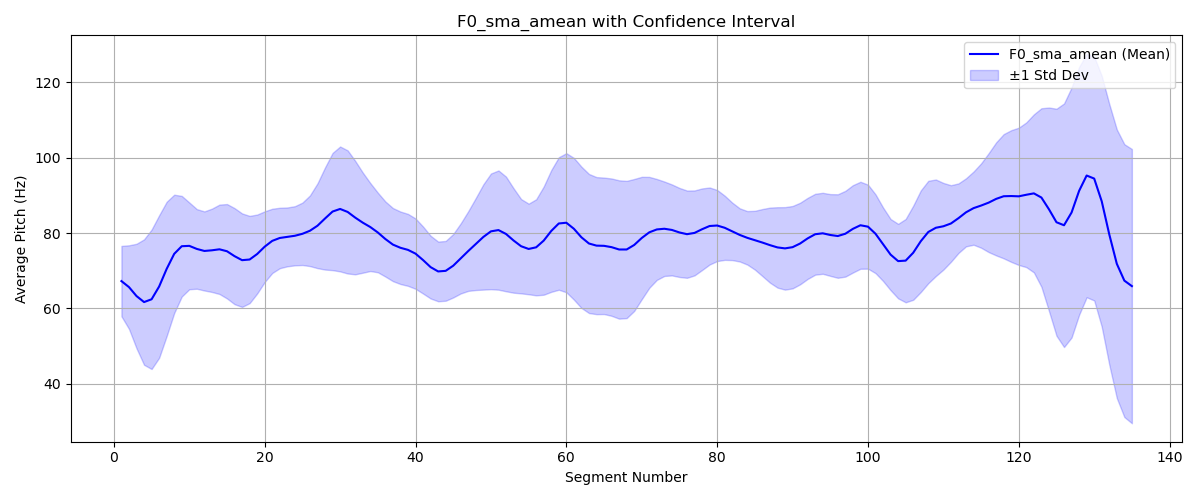 F0_sma_amean with Confidence Interval
F0_sma_amean (Mean)
±1 Std Dev
Average Pitch (Hz)
120
100
80
60
40
0 20 40 60 80 100 120 140
Segment Number